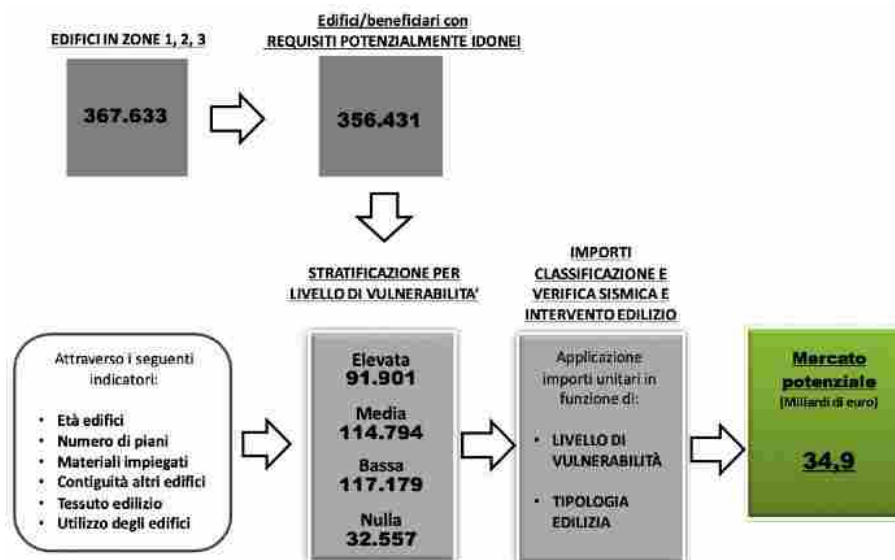 EDIFICI IN ZONE 1, 2, 3
367.633
Edifici/beneficiari con
REQUISITI POTENZIALMENTE IDONEI
356.431
STRATIFICAZIONE PER
LIVELLO DI VULNERABILITA'
IMPORTI
CLASSIFICAZIONE E
VERIFICA SISMICA E
INTERVENTO EDILIZIO
Attraverso i seguenti
indicatori:
• Età edifici
• Numero di piani
• Materiali impiegati
• Contiguità altri edifici
• Tessuto edilizio
• Utilizzo degli edifici
Elevata
91.901
Media
114.794
Bassa
117.179
Nulla
32.557
Applicazione
importi unitari in
funzione di:
• LIVELLO DI
VULNERABILITÀ
• TIPOLOGIA
EDILIZIA
Mercato
potenziale
(Miliardi di euro)
34,9